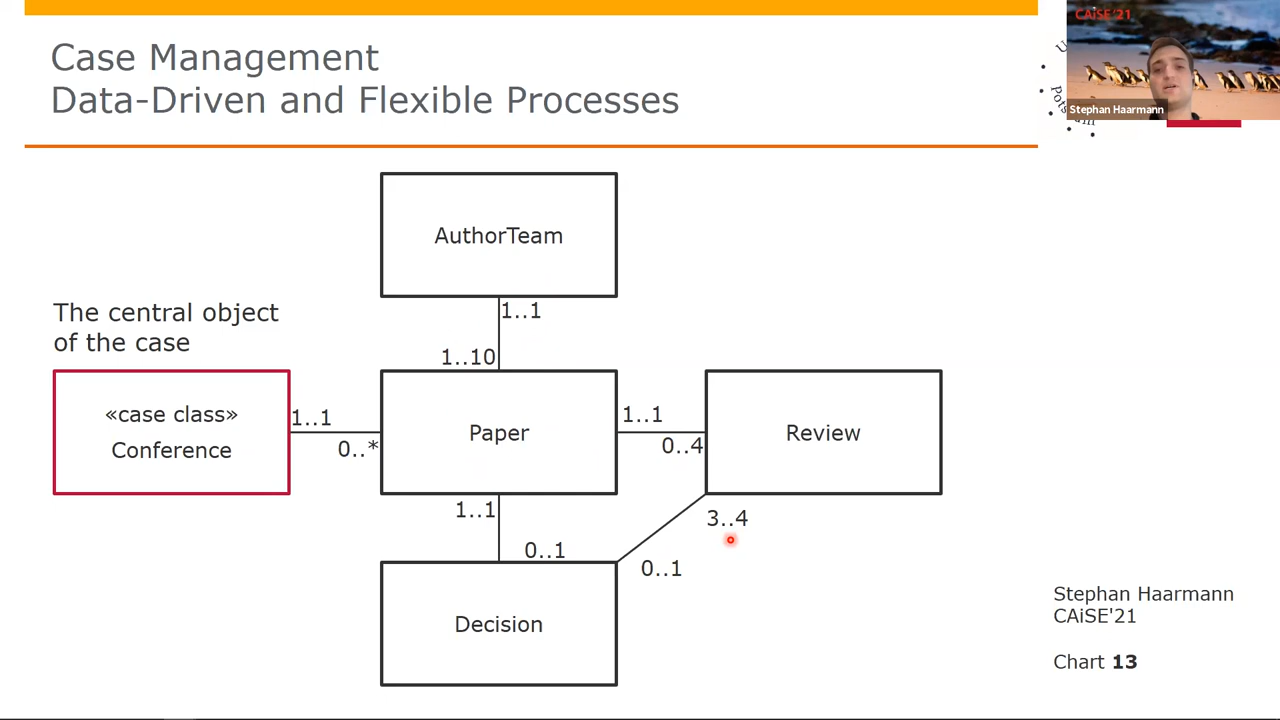 Case Management
Data-Driven and Flexible Processes
CAiSE'21
Stephan Haarmann
AuthorTeam
1..1
1..10
The central object
of the case
«case class»
Conference
1..1
0..*
Paper
1..1
0..4
Review
1..1
0..1
3..4
0..1
Decision
Stephan Haarmann
CAiSE'21
Chart 13